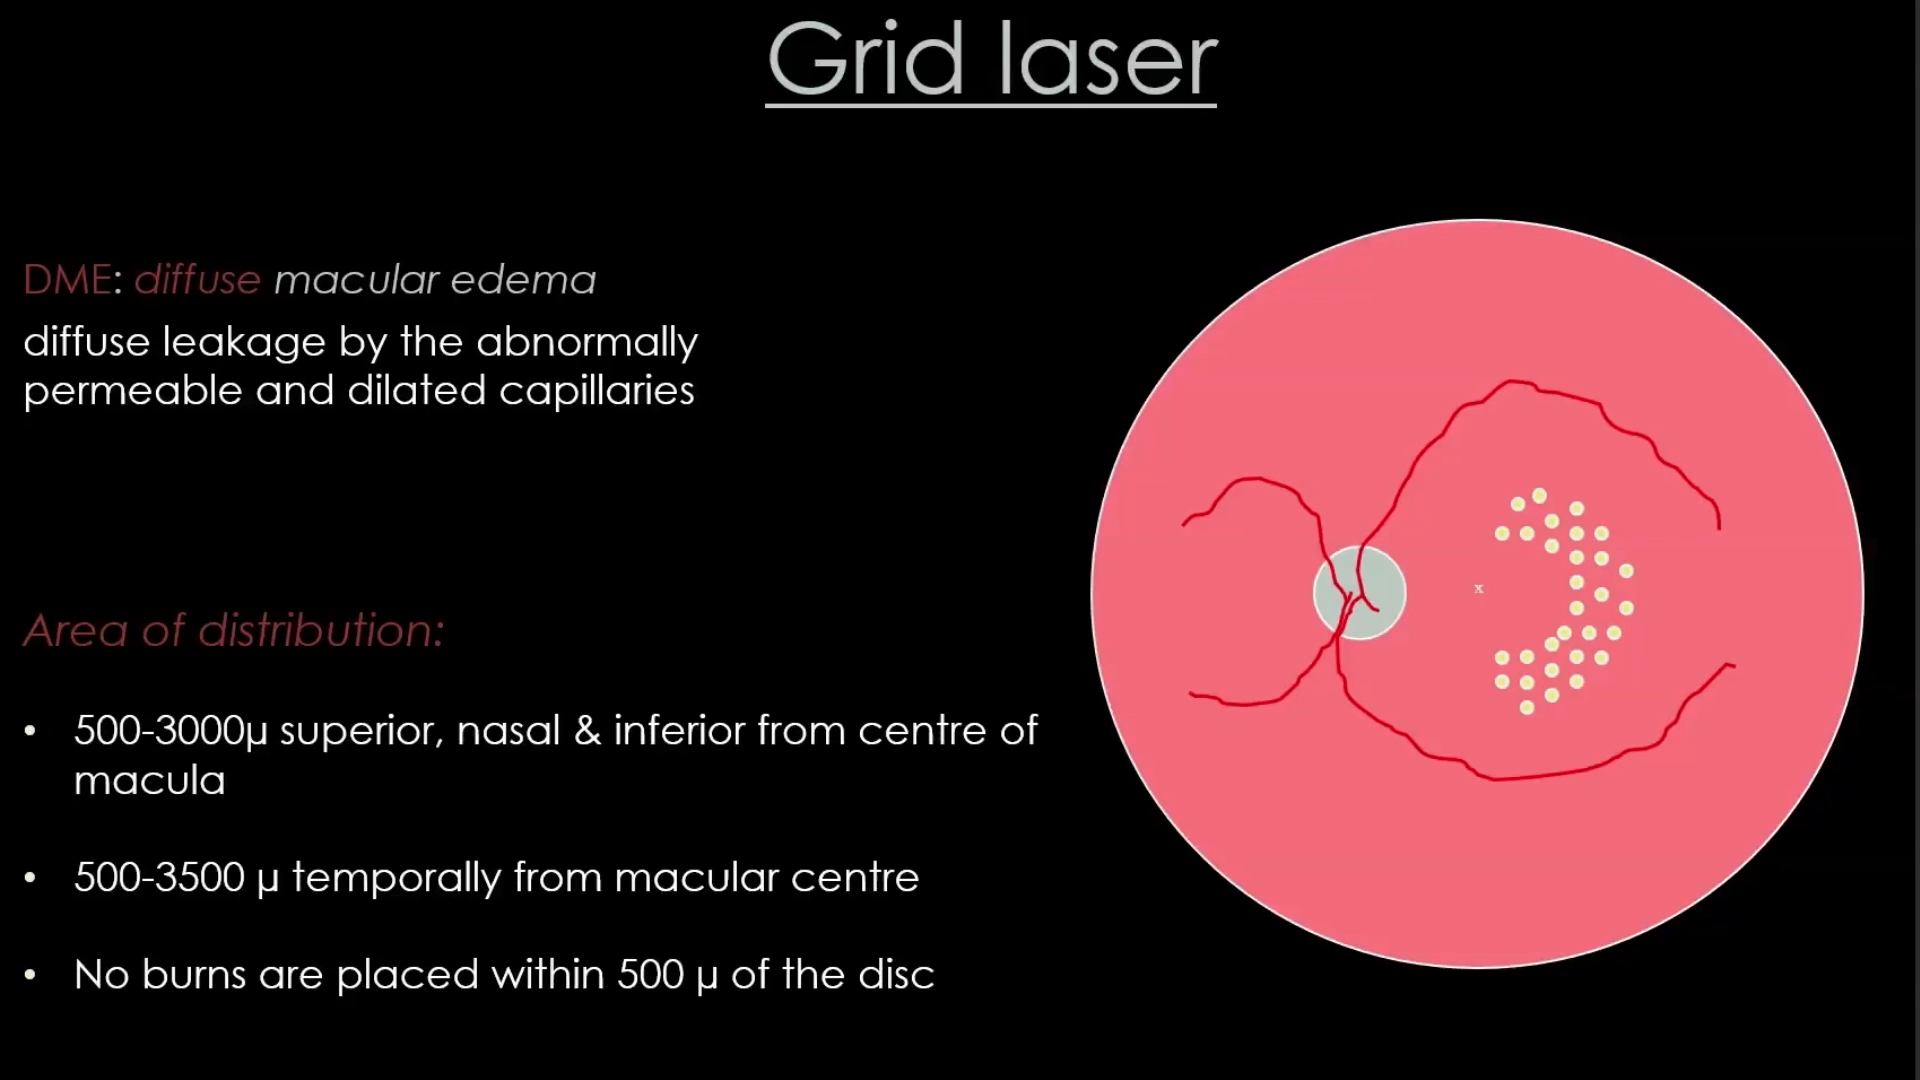 Grid laser
DME: diffuse macular edema
diffuse leakage by the abnormally
permeable and dilated capillaries
Area of distribution:
• 500-3000µ superior, nasal & inferior from centre of
macula
• 500-3500 µ temporally from macular centre
• No burns are placed within 500 µ of the disc
x